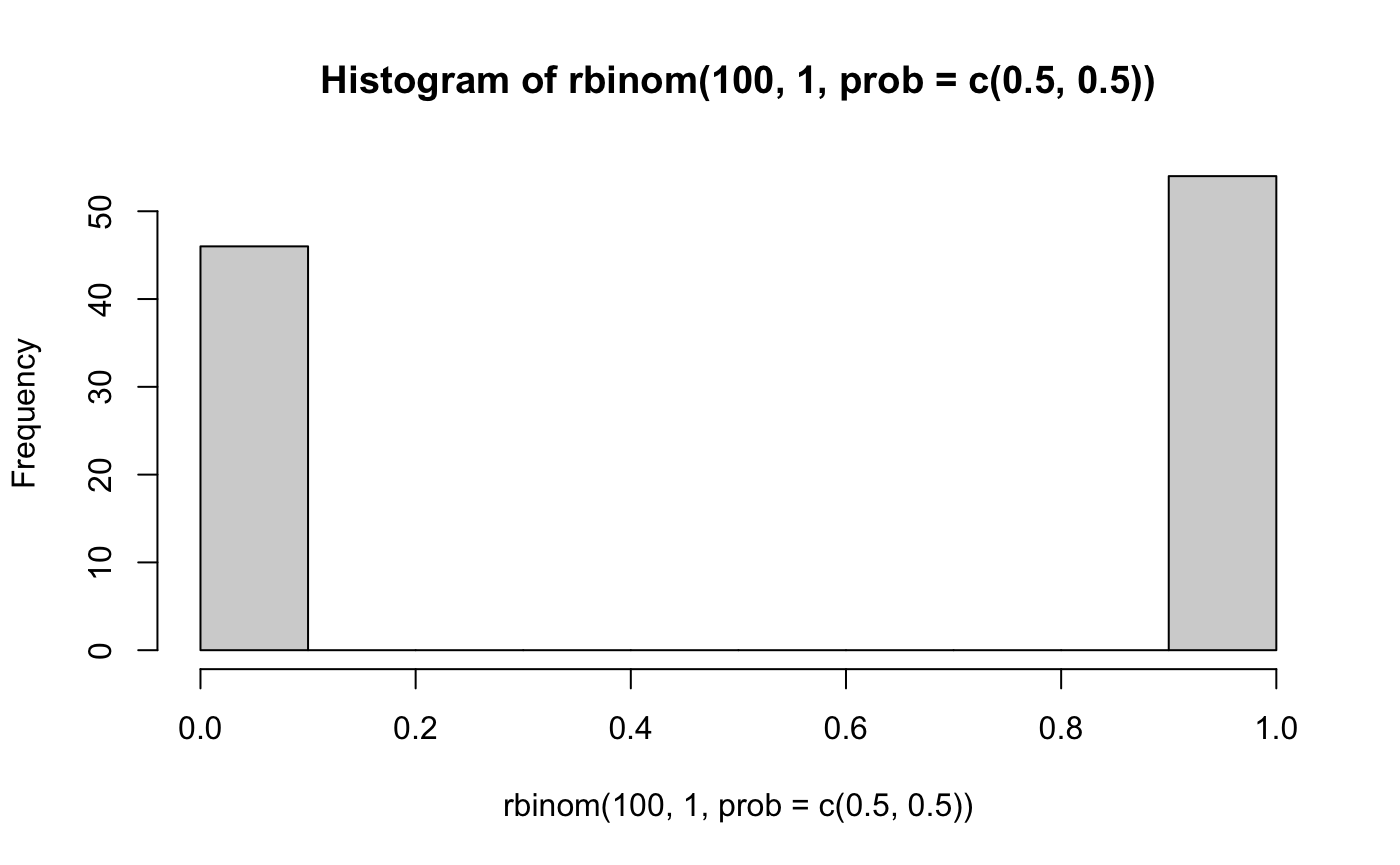 Histogram of rbinom(100, 1, prob = c(0.5, 0.5))
Frequency
50
40
30
20
10
0
0.0 0.2 0.4 0.6 0.8 1.0
rbinom(100, 1, prob = c(0.5, 0.5))